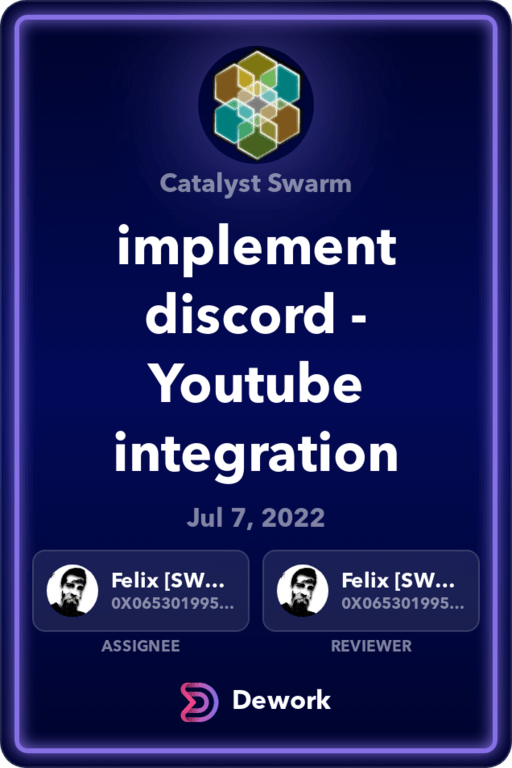 Catalyst Swarm
implement
discord -
Youtube
integration
Jul 7, 2022
Felix [SW...
0X065301995...
ASSIGNEE
Felix [SW...
0X065301995...
REVIEWER
Dework